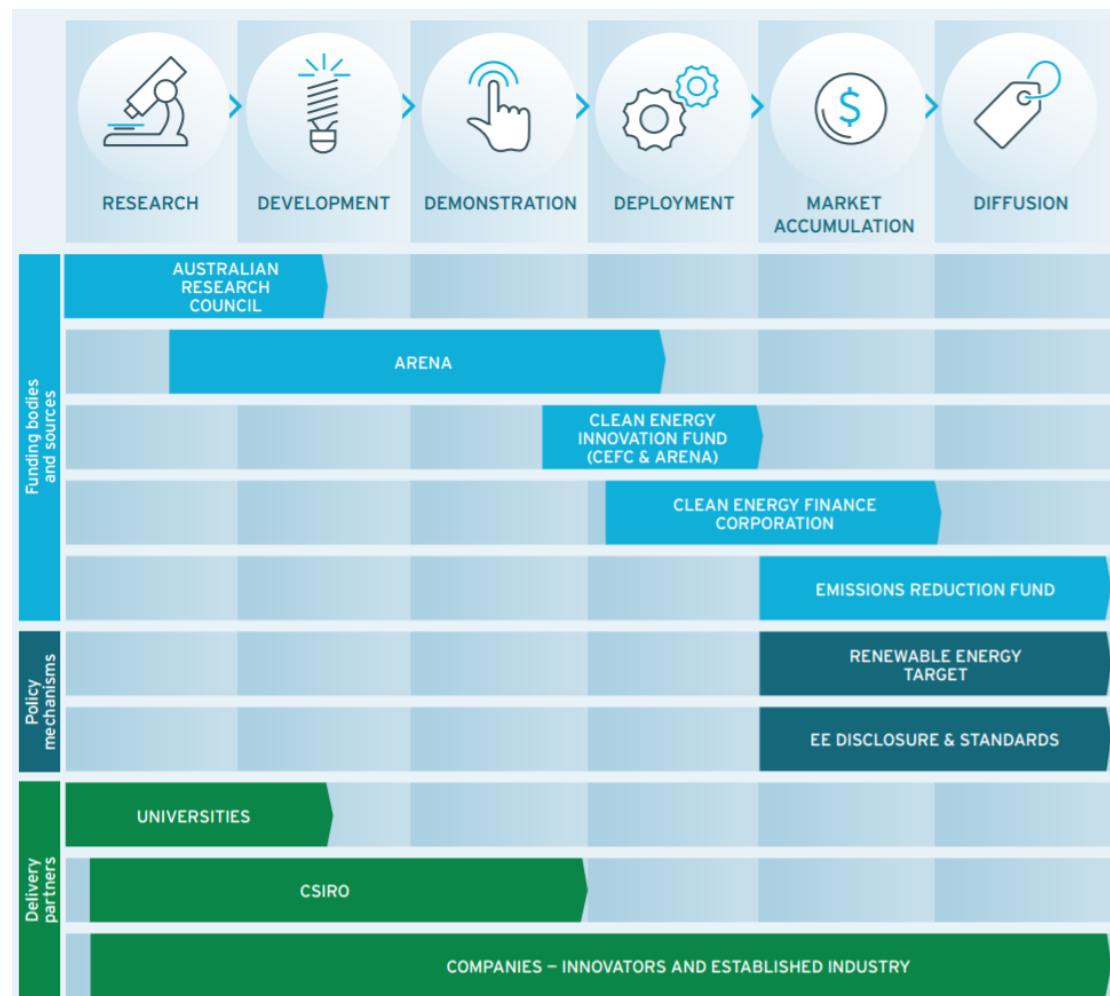 RESEARCH
DEVELOPMENT
DEMONSTRATION
DEPLOYMENT
MARKET
ACCUMULATION
DIFFUSION
Funding bodies
and sources
AUSTRALIAN
RESEARCH
COUNCIL
ARENA
CLEAN ENERGY
INNOVATION FUND
(CEFC & ARENA)
CLEAN ENERGY FINANCE
CORPORATION
EMISSIONS REDUCTION FUND
Policy
mechanisms
RENEWABLE ENERGY
TARGET
EE DISCLOSURE & STANDARDS
Delivery
partners
UNIVERSITIES
CSIRO
COMPANIES – INNOVATORS AND ESTABLISHED INDUSTRY